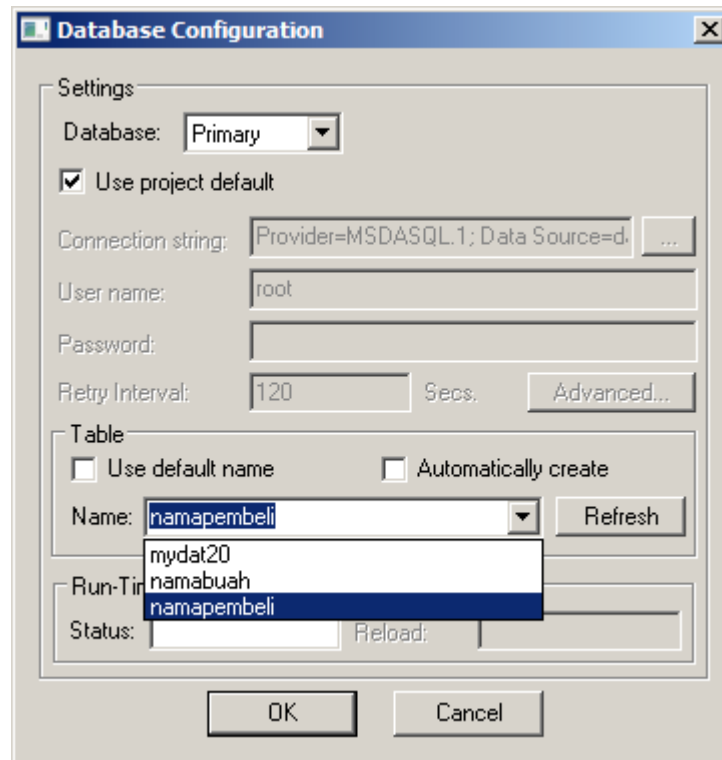 Database Configuration
Settings
Database: Primary
Use project default
Connection string: Provider=MSDASQL.1; Data Source=d ...
User name: root
Password:
Retry Interval: 120 Secs. Advanced...
Table
Use default name Automatically create
Name: namapembeli Refresh
mydat20
namabuah
Run-Ti
namapembeli
Status: Reload:
OK Cancel